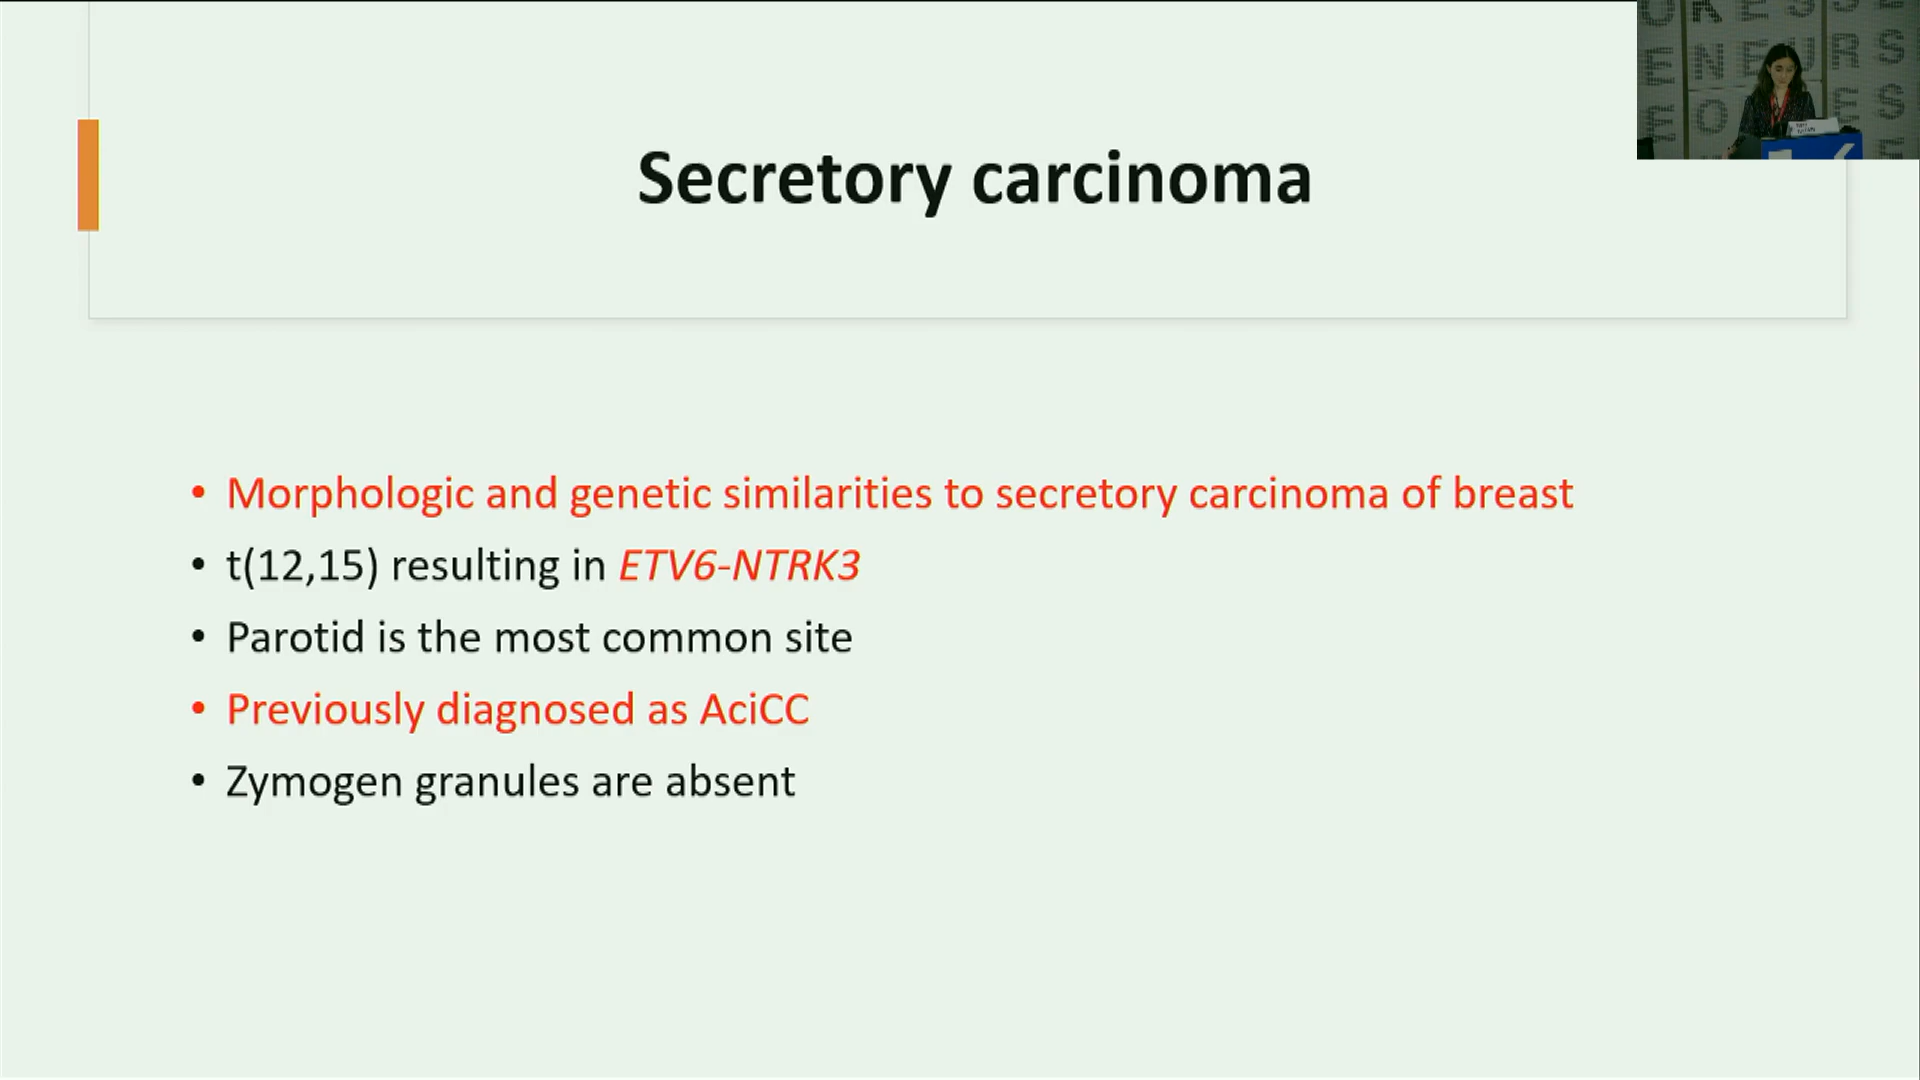 Secretory carcinoma
• Morphologic and genetic similarities to secretory carcinoma of breast
• t(12,15) resulting in ETV6-NTRK3
• Parotid is the most common site
• Previously diagnosed as AciCC
• Zymogen granules are absent